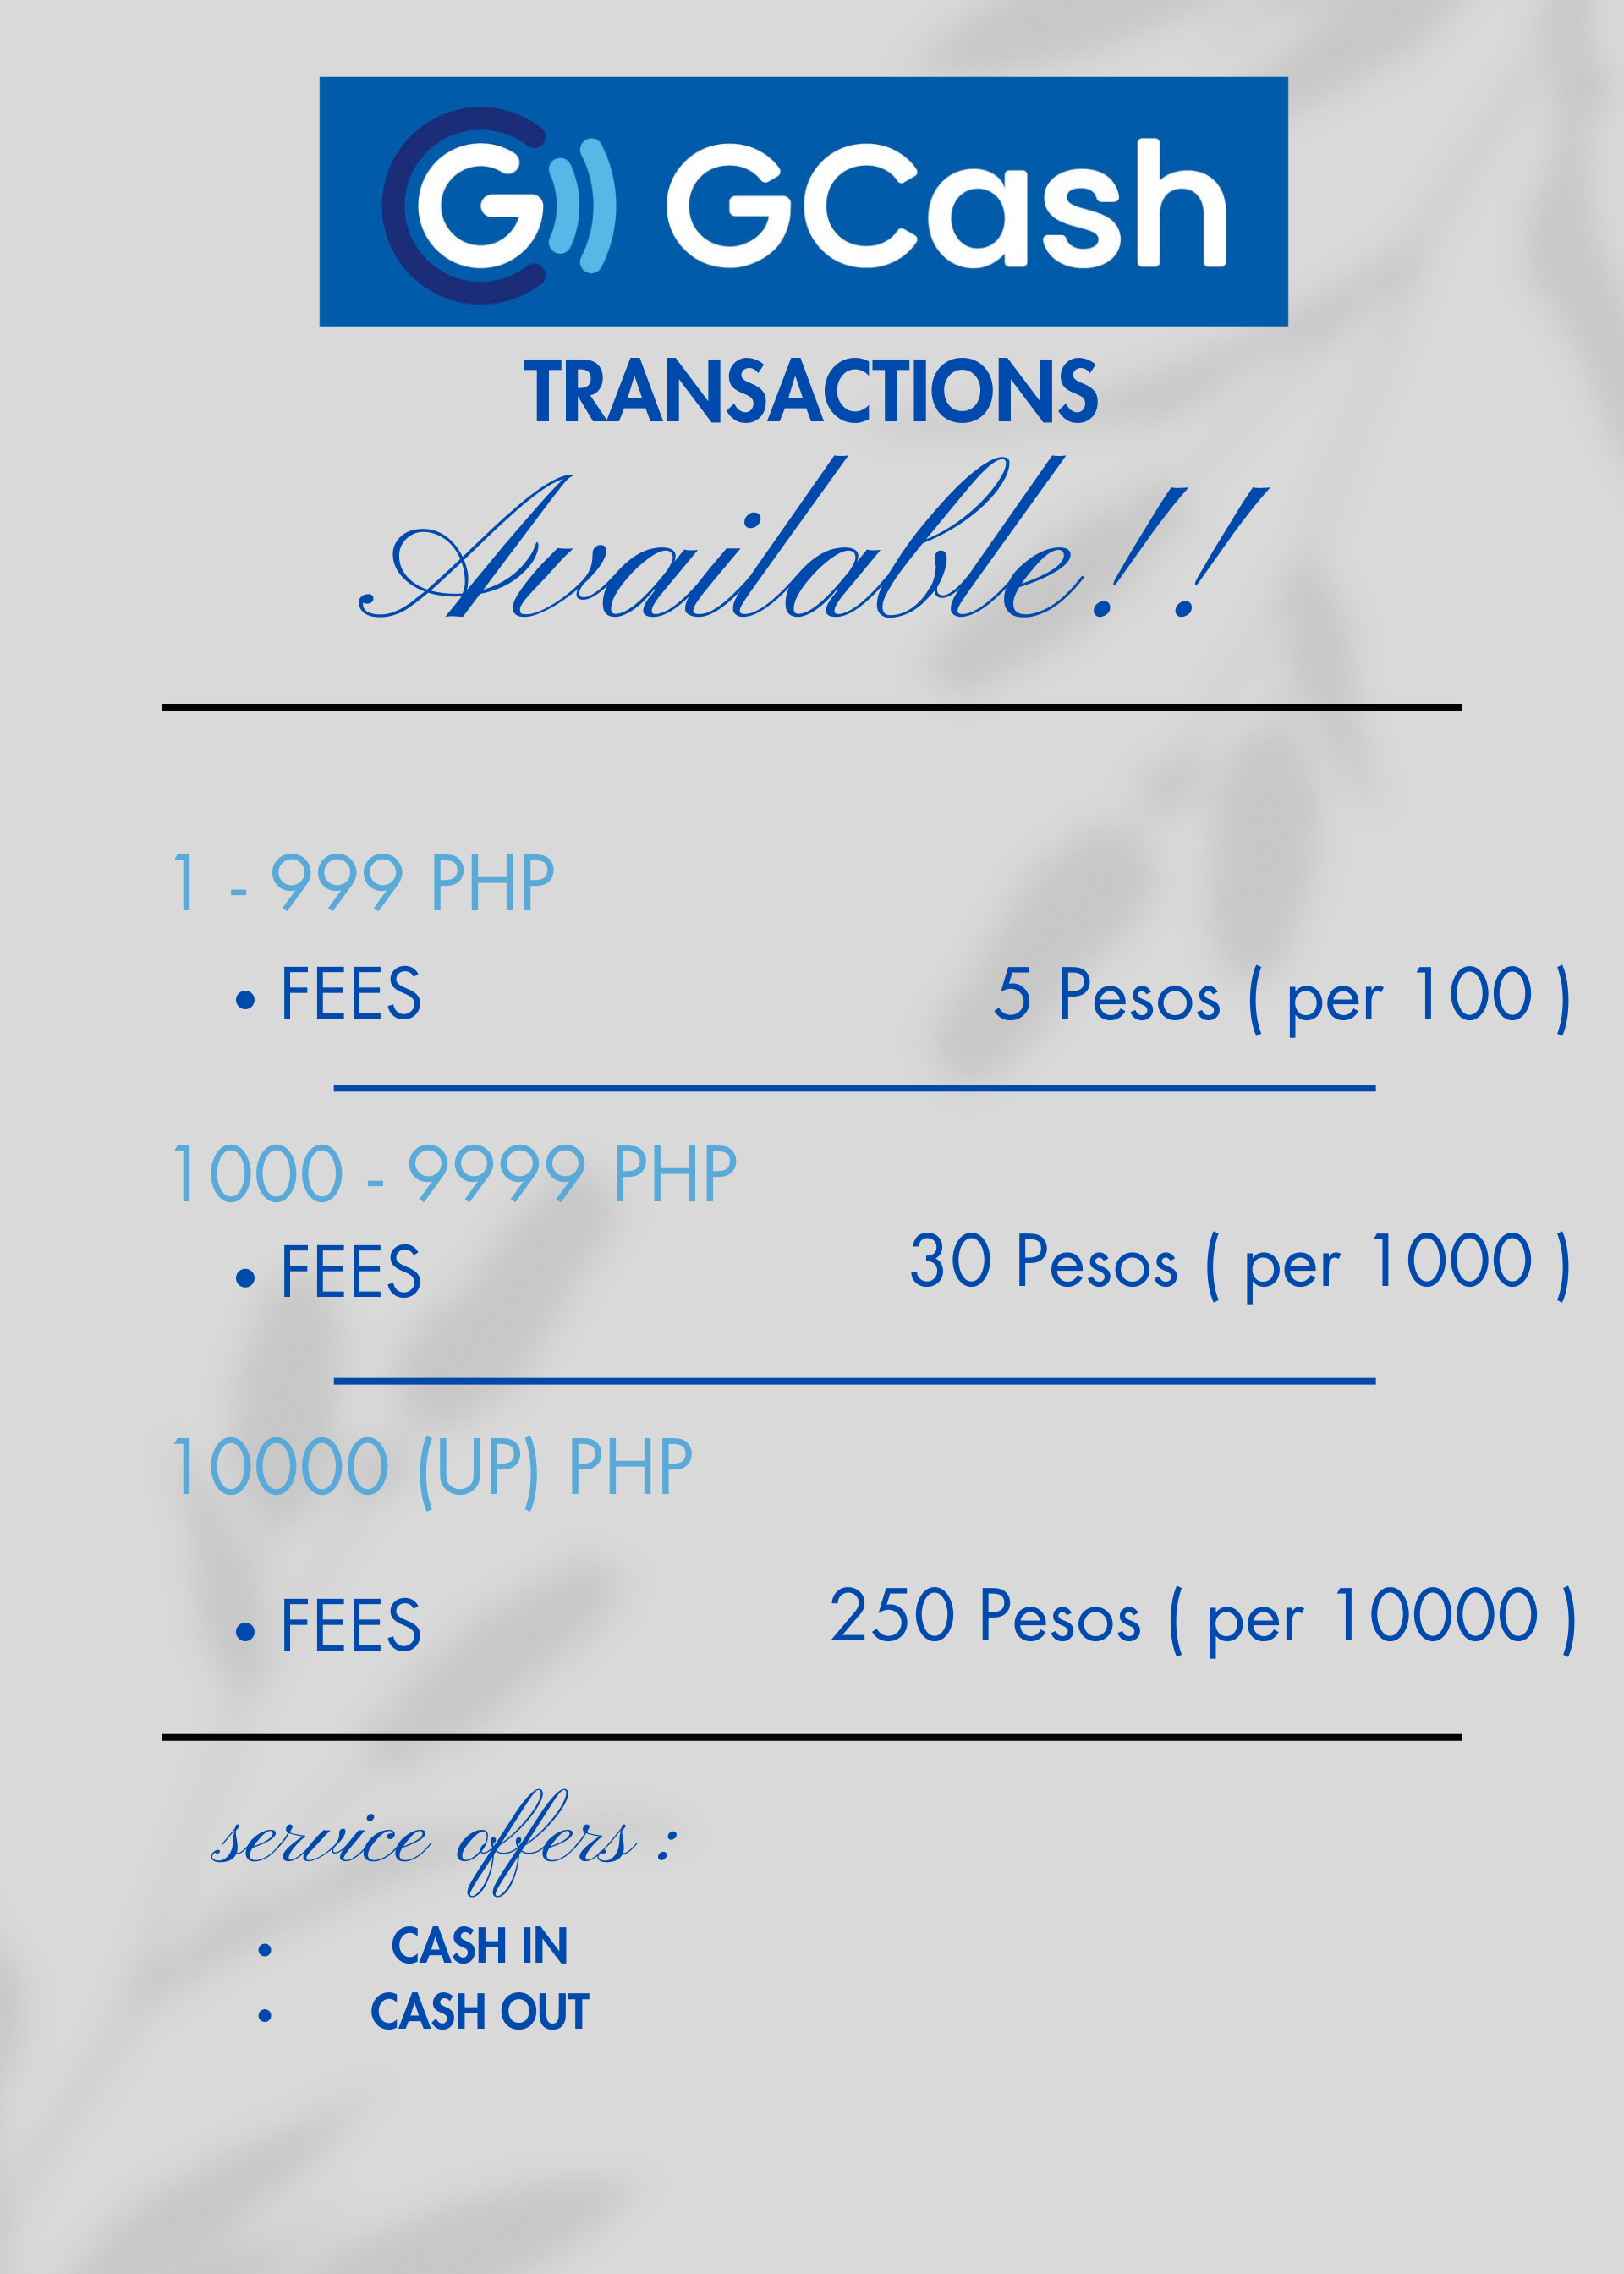 G GCash
TRANSACTIONS
Available!!
1 - 999 PHP
• FEES 5 Pesos ( per 100 )
1000 - 9999 PHP
• FEES 30 Pesos ( per 1000 )
10000 (UP) PHP
• FEES 250 Pesos ( per 10000 )
service offers :
• CASH IN
• CASH OUT